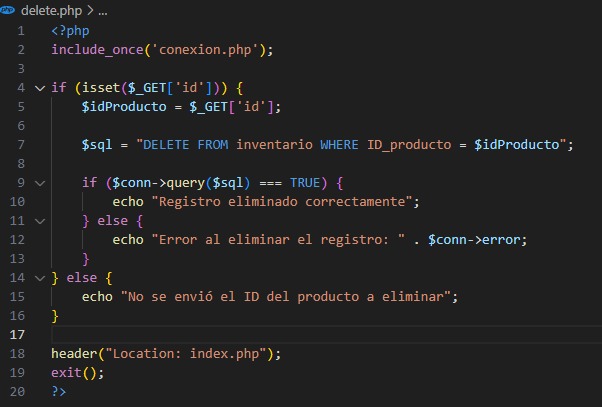 php delete.php > ...
1 <?php
2 include_once('conexion.php');
3
4 if (isset($_GET['id'])) {
5     $idProducto = $_GET['id'];
6
7     $sql = "DELETE FROM inventario WHERE ID_producto = $idProducto";
8
9     if ($conn->query($sql) === TRUE) {
10         echo "Registro eliminado correctamente";
11     } else {
12         echo "Error al eliminar el registro: " . $conn->error;
13     }
14 } else {
15     echo "No se envió el ID del producto a eliminar";
16 }
17
18 header("Location: index.php");
19 exit();
20 ?>